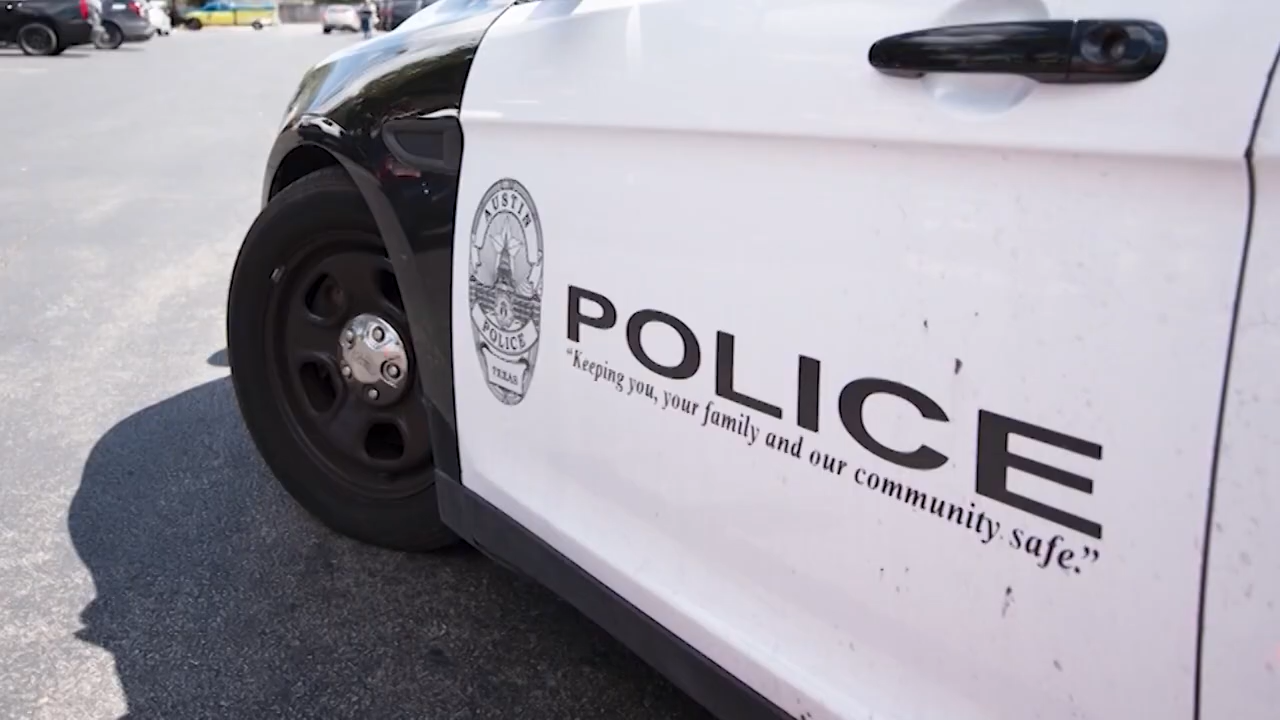 AUSTIN
POLICE
TEXAS
POLICE
“Keeping you, your family and our community safe.”